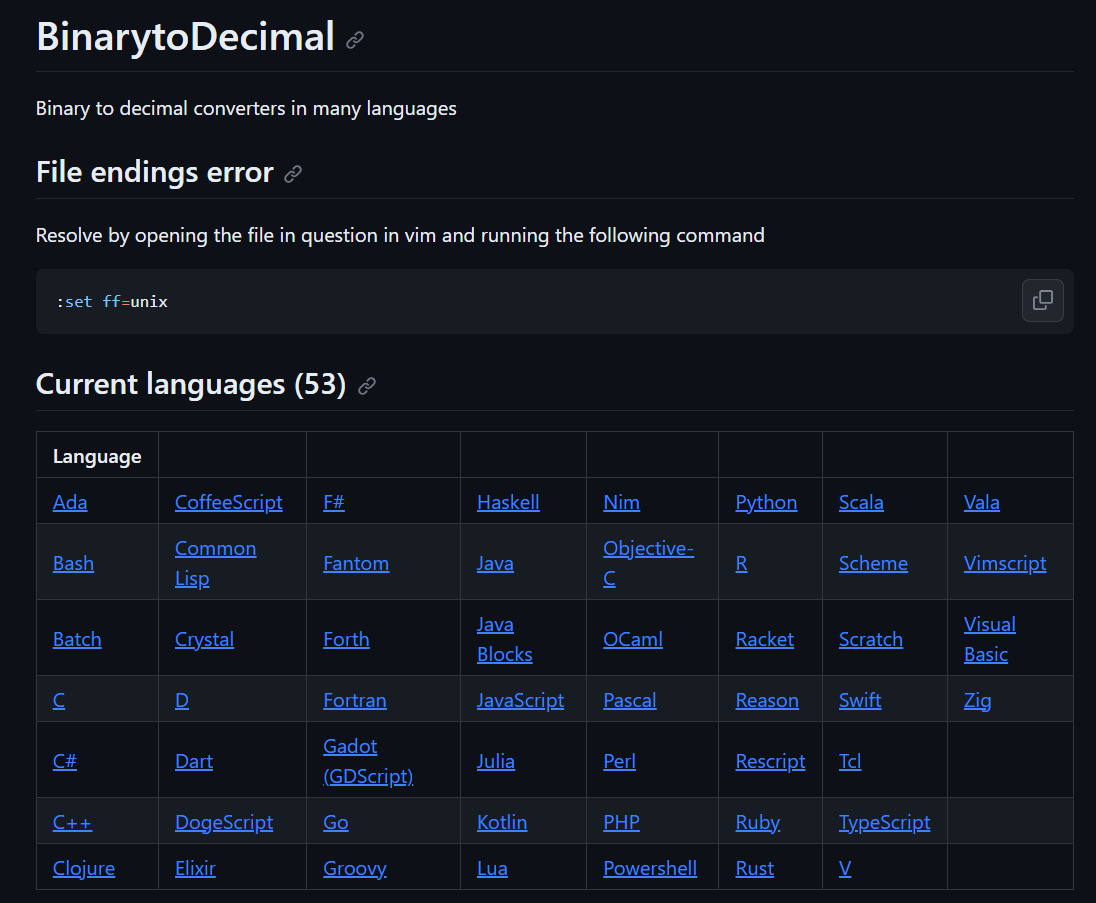 BinarytoDecimal
Binary to decimal converters in many languages
File endings error
Resolve by opening the file in question in vim and running the following command
:set ff=unix
Current languages (53)
Language
Ada CoffeeScript F# Haskell Nim Python Scala Vala
Bash Common Lisp Fantom Java Objective-C R Scheme Vimscript
Batch Crystal Forth Java Blocks OCaml Racket Scratch Visual Basic
C D Fortran JavaScript Pascal Reason Swift Zig
C# Dart Gadot (GDScript) Julia Perl Rescript Tcl
C++ DogeScript Go Kotlin PHP Ruby TypeScript
Clojure Elixir Groovy Lua Powershell Rust V